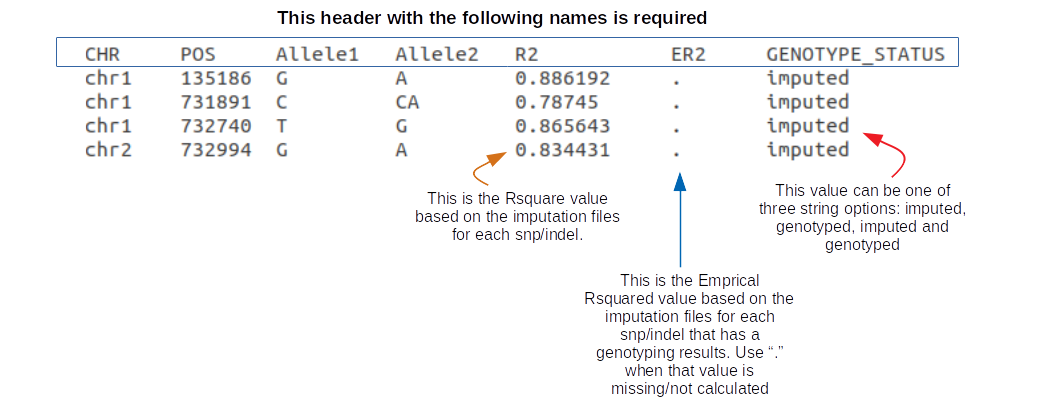 This header with the following names is required
CHR POS Allele1 Allele2 R2 ER2 GENOTYPE_STATUS
chr1 135186 G A 0.886192 . imputed
chr1 731891 C CA 0.78745 . imputed
chr1 732740 T G 0.865643 . imputed
chr2 732994 G A 0.834431 . imputed
This is the Rsquare value
based on the imputation files
for each snp/indel.
This value can be one of
three string options: imputed,
genotyped, imputed and
genotyped
This is the Emprical
Rsquared value based on the
imputation files for each
snp/indel that has a
genotyping results. Use “.”
when that value is
missing/not calculated